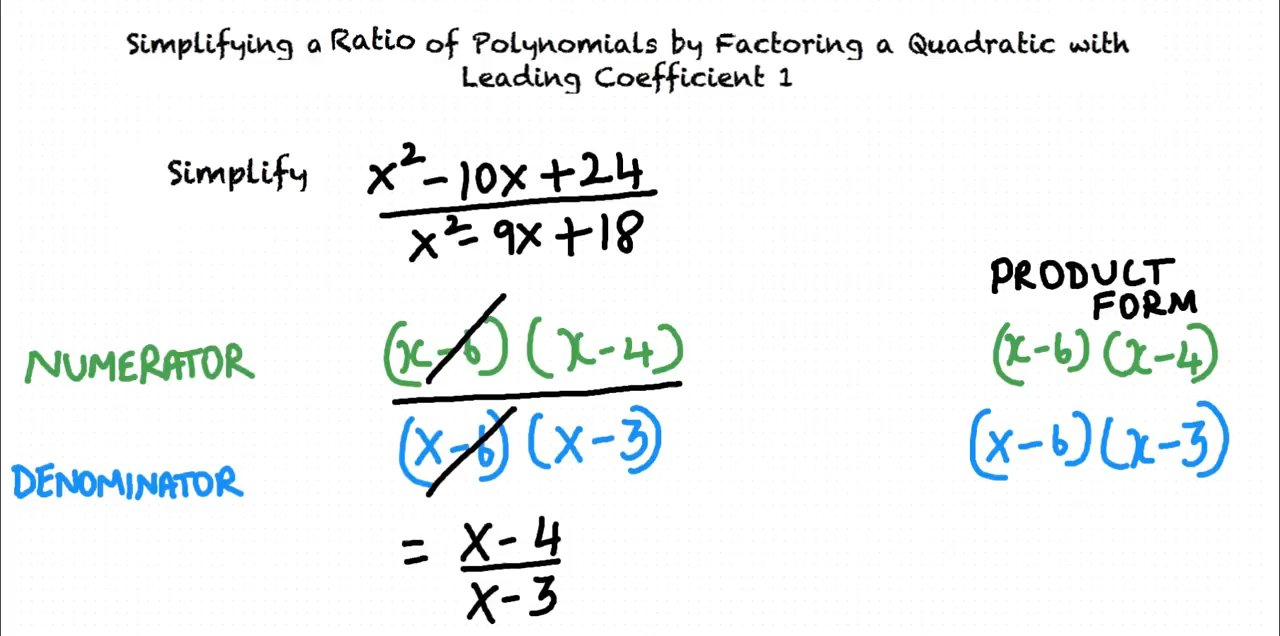 Simplifying a Ratio of Polynomials by Factoring a Quadratic with
Leading Coefficient 1
Simplify
x² - 10x + 24
x² - 9x + 18
PRODUCT
FORM
NUMERATOR (x-6) (x-4) (x-6) (x-4)
DENOMINATOR (x-6) (x-3) (x-6) (x-3)
= x - 4
x - 3